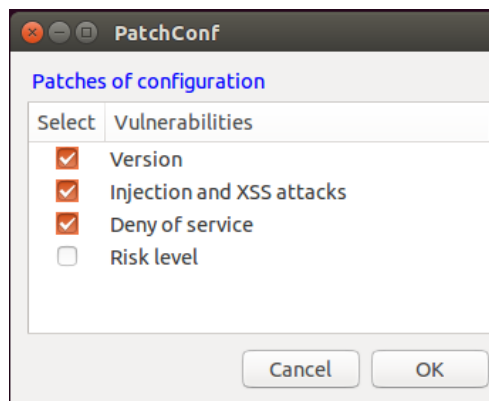 PatchConf
Patches of configuration
Select Vulnerabilities
Version
Injection and XSS attacks
Deny of service
Risk level
Cancel OK